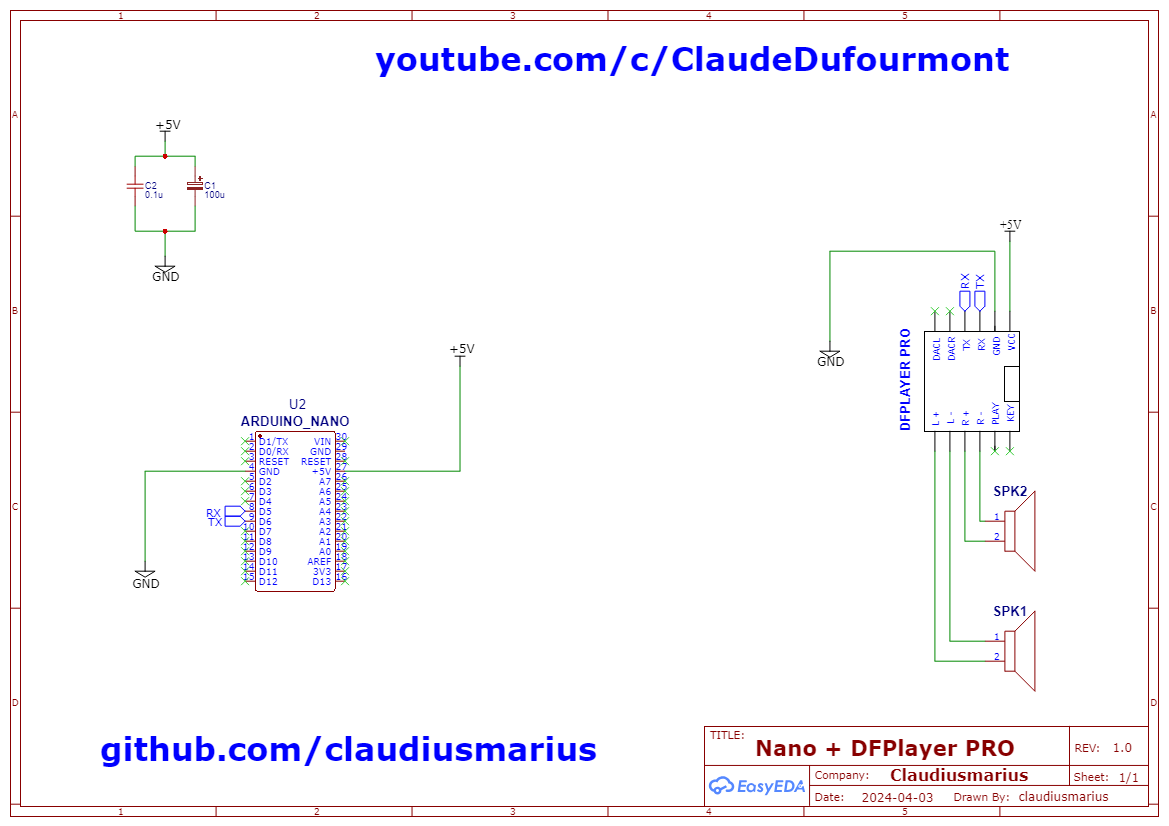 1 2 3 4 5
youtube.com/c/ClaudeDufourmont
A A
+5V
C2
0.1u
C1
100u
GND
+5V
RX TX
B B
DACL DACR TX RX GND VCC
DFPLAYER PRO
L + L - R + R - PLAY KEY
GND
+5V
U2
ARDUINO_NANO
1 D1/TX VIN 30
2 D0/RX GND 29
3 RESET RESET 28
4 GND +5V 27
5 D2 A7 26
6 D3 A6 25
7 D4 A5 24
RX 8 D5 A4 23
TX 9 D6 A3 22
10 D7 A2 21
11 D8 A1 20
12 D9 A0 19
13 D10 AREF 18
14 D11 3V3 17
15 D12 D13 16
GND
C C
SPK2
1
2
SPK1
1
2
D D
github.com/claudiusmarius
TITLE:
Nano + DFPlayer PRO
REV: 1.0
EasyEDA
Company: Claudiusmarius
Sheet: 1/1
Date: 2024-04-03 Drawn By: claudiusmarius
1 2 3 4 5